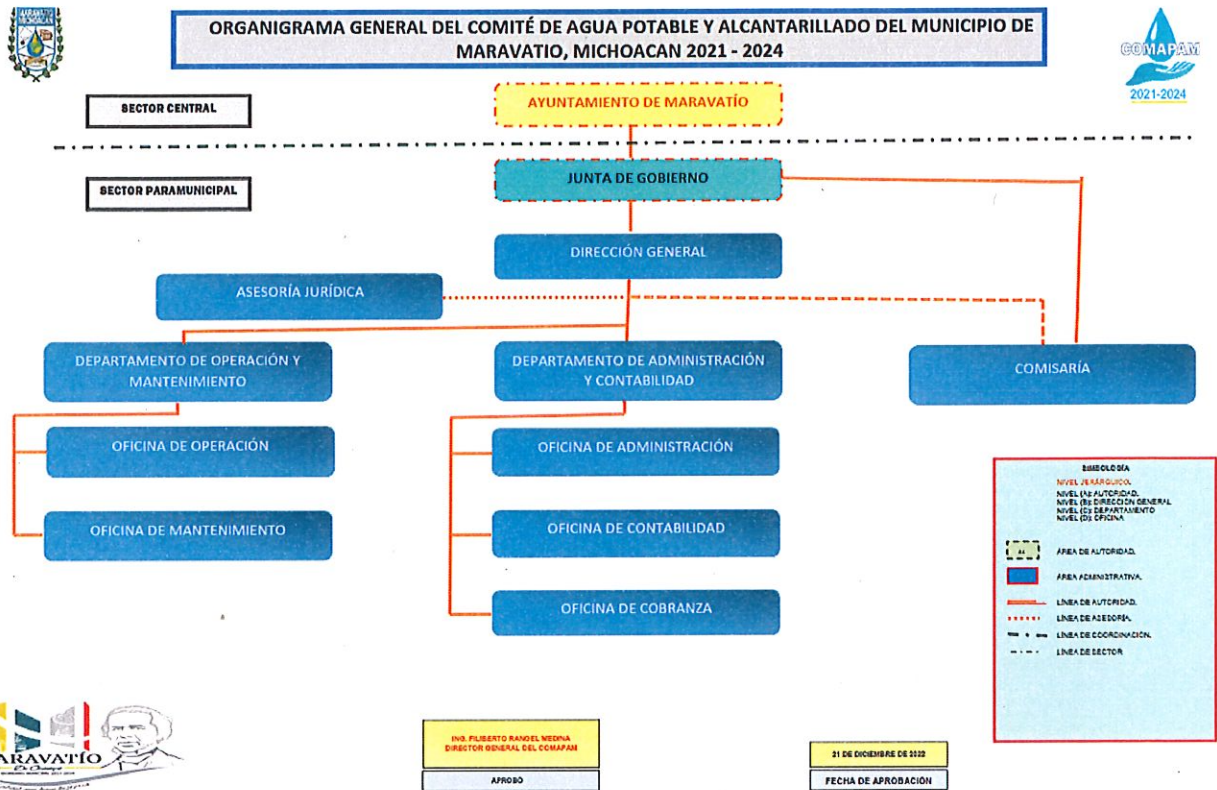 ORGANIGRAMA GENERAL DEL COMITÉ DE AGUA POTABLE Y ALCANTARILLADO DEL MUNICIPIO DE
MARAVATIO, MICHOACAN 2021 - 2024
COMAPAM
2021-2024
SECTOR CENTRAL
AYUNTAMIENTO DE MARAVATÍO
SECTOR PARAMUNICIPAL
JUNTA DE GOBIERNO
DIRECCIÓN GENERAL
ASESORÍA JURÍDICA
DEPARTAMENTO DE OPERACIÓN Y
MANTENIMIENTO
DEPARTAMENTO DE ADMINISTRACIÓN
Y CONTABILIDAD
COMISARÍA
OFICINA DE OPERACIÓN
OFICINA DE ADMINISTRACIÓN
OFICINA DE MANTENIMIENTO
OFICINA DE CONTABILIDAD
OFICINA DE COBRANZA
SIMBOLOGÍA
NIVEL JERÁRQUICO.
NIVEL (A): AUTORIDAD.
NIVEL (B): DIRECCIÓN GENERAL
NIVEL (C): DEPARTAMENTO
NIVEL (D): OFICINA
ÁREA DE AUTORIDAD.
ÁREA ADMINISTRATIVA.
LÍNEA DE AUTORIDAD.
LÍNEA DE ASESORÍA.
LÍNEA DE COORDINACIÓN.
LÍNEA DE SECTOR
ARAVATÍO
De Ocampo
ING. FILIBERTO RANGEL MEDINA
DIRECTOR GENERAL DEL COMAPAM
APROBO
31 DE DICIEMBRE DE 2022
FECHA DE APROBACIÓN